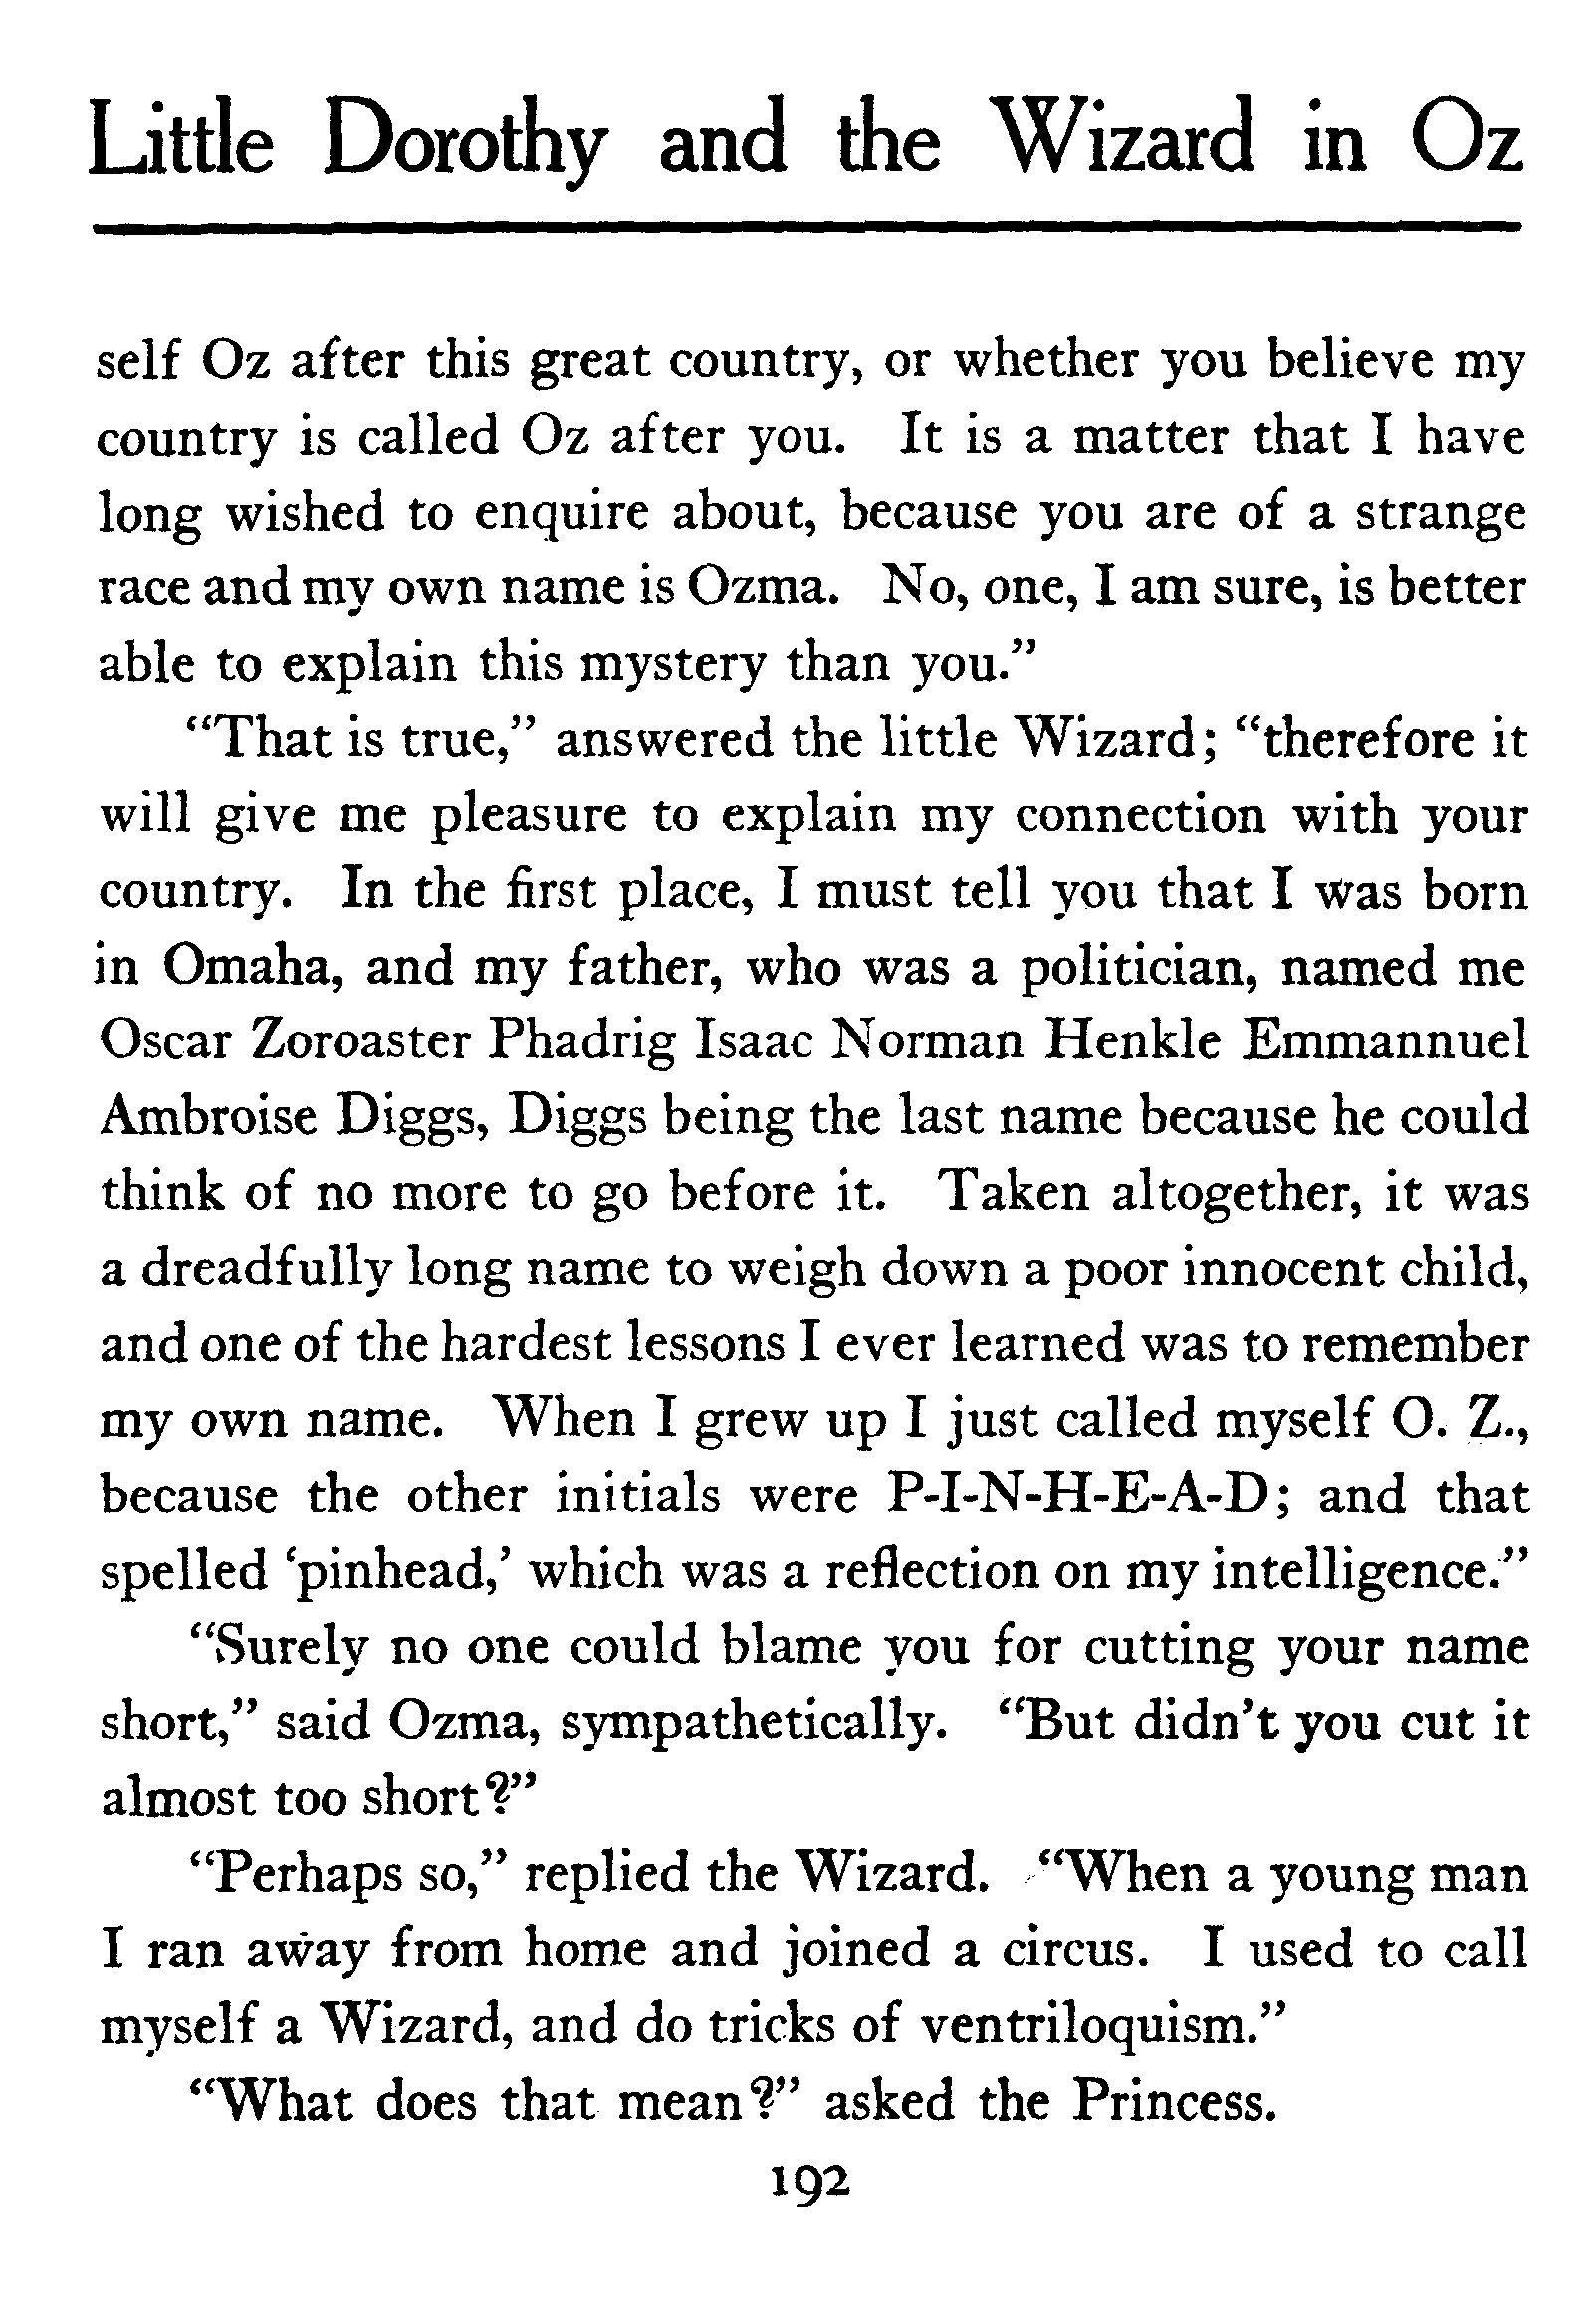 Little Dorothy and the Wizard in Oz
self Oz after this great country, or whether you believe my
country is called Oz after you. It is a matter that I have
long wished to enquire about, because you are of a strange
race and my own name is Ozma. No, one, I am sure, is better
able to explain this mystery than you.”
“That is true,” answered the little Wizard; “therefore it
will give me pleasure to explain my connection with your
country. In the first place, I must tell you that I was born
in Omaha, and my father, who was a politician, named me
Oscar Zoroaster Phadrig Isaac Norman Henkle Emmannuel
Ambroise Diggs, Diggs being the last name because he could
think of no more to go before it. Taken altogether, it was
a dreadfully long name to weigh down a poor innocent child,
and one of the hardest lessons I ever learned was to remember
my own name. When I grew up I just called myself O. Z.,
because the other initials were P-I-N-H-E-A-D; and that
spelled ‘pinhead,’ which was a reflection on my intelligence.”
“Surely no one could blame you for cutting your name
short,” said Ozma, sympathetically. “But didn’t you cut it
almost too short?”
“Perhaps so,” replied the Wizard. “When a young man
I ran away from home and joined a circus. I used to call
myself a Wizard, and do tricks of ventriloquism.”
“What does that mean?” asked the Princess.
192